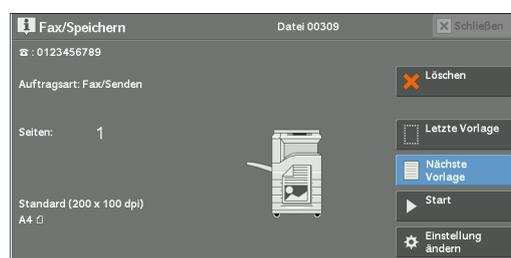 Fax/Speichern
Datei 00309
Schließen
: 0123456789
Löschen
Auftragsart: Fax/Senden
Seiten: 1
Letzte Vorlage
Nächste
Vorlage
Standard (200 x 100 dpi)
Start
A4
Einstellung
ändern